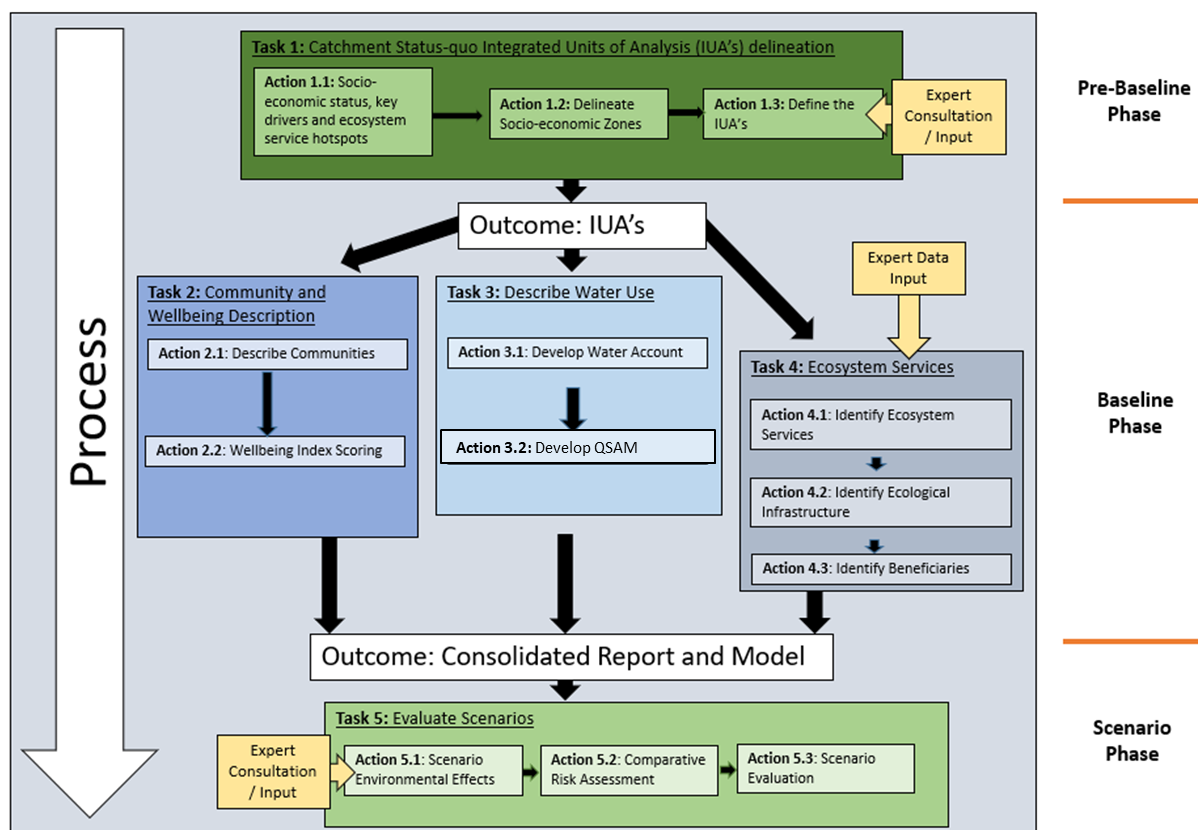 Process
Task 1: Catchment Status-quo Integrated Units of Analysis (IUA's) delineation
Action 1.1: Socio-
economic status, key
drivers and ecosystem
service hotspots
Action 1.2: Delineate
Socio-economic Zones
Action 1.3: Define the
IUA's
Expert
Consultation
/ Input
Pre-Baseline
Phase
Outcome: IUA's
Task 2: Community and
Wellbeing Description
Action 2.1: Describe Communities
Action 2.2: Wellbeing Index Scoring
Task 3: Describe Water Use
Action 3.1: Develop Water Account
Action 3.2: Develop QSAM
Expert Data
Input
Task 4: Ecosystem Services
Action 4.1: Identify Ecosystem
Services
Action 4.2: Identify Ecological
Infrastructure
Action 4.3: Identify Beneficiaries
Baseline
Phase
Outcome: Consolidated Report and Model
Task 5: Evaluate Scenarios
Expert
Consultation
/ Input
Action 5.1: Scenario
Environmental Effects
Action 5.2: Comparative
Risk Assessment
Action 5.3: Scenario
Evaluation
Scenario
Phase